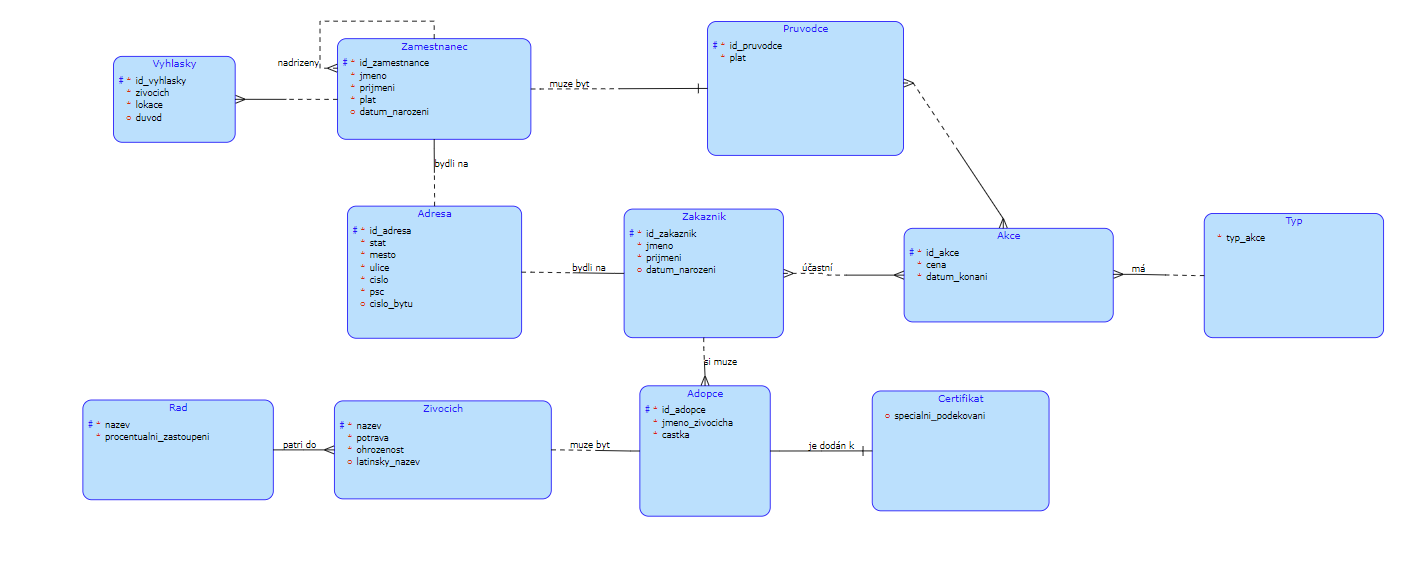 Pruvodce
# * id_pruvodce
* plat
Zamestnanec
# * id_zamestnance
* jmeno
* prijmeni
* plat
o datum_narozeni
nadrizeny
Vyhlasky
# * id_vyhlasky
* zivocich
* lokace
o duvod
muze byt
bydli na
Adresa
# * id_adresa
* stat
* mesto
* ulice
* cislo
* psc
o cislo_bytu
bydli na
Zakaznik
# * id_zakaznik
* jmeno
* prijmeni
o datum_narozeni
účastní
Akce
# * id_akce
* cena
* datum_konani
má
Typ
* typ_akce
si muze
Rad
# * nazev
* procentualni_zastoupeni
patri do
Zivocich
# * nazev
* potrava
* ohrozenost
o latinsky_nazev
muze byt
Adopce
# * id_adopce
* jmeno_zivocicha
* castka
je dodán k
Certifikat
o specialni_podekovani